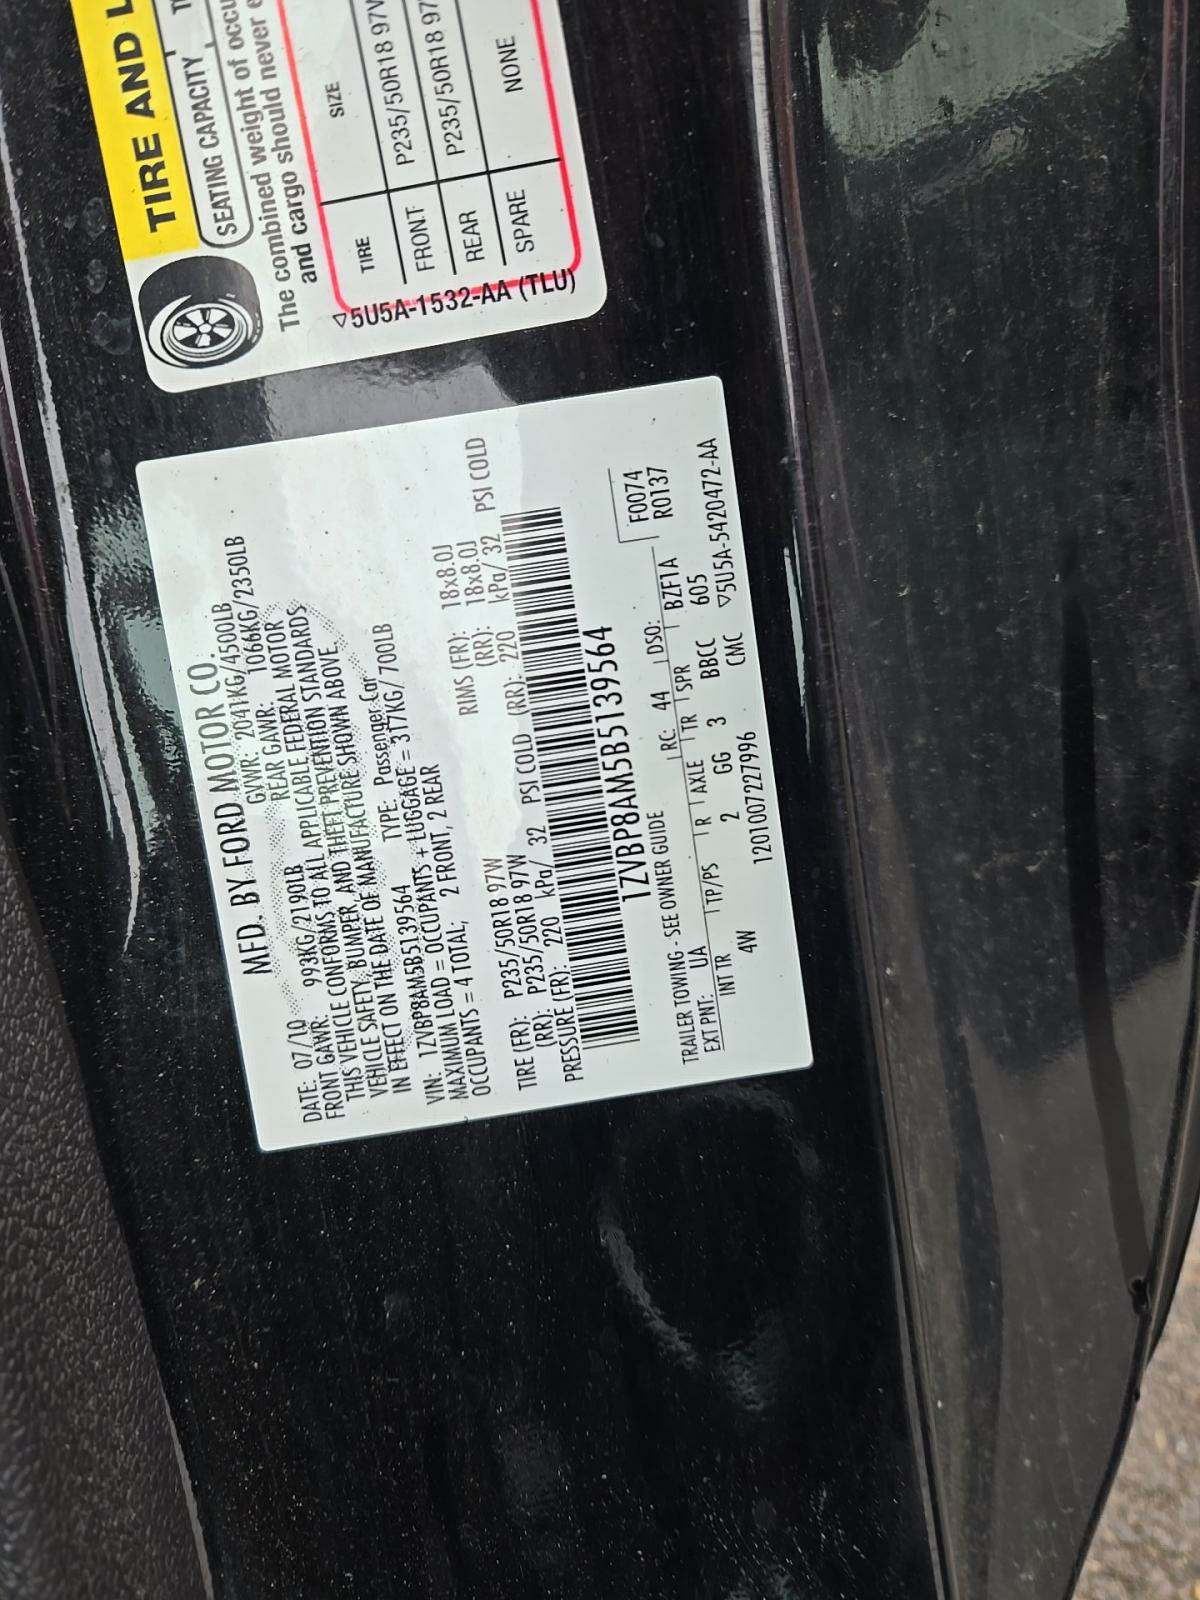 TIRE AND L
SEATING CAPACITY
The combined weight of occu
and cargo should never e
TIRE SIZE
FRONT P235/50R18 97W
REAR P235/50R18 97
SPARE NONE
▽5U5A-1532-AA (TLU)
MFD. BY FORD MOTOR CO.
DATE: 07/10 GVWR: 2041KG/4500LB
FRONT GAWR: 993KG/2190LB REAR GAWR: 1066KG/2350LB
THIS VEHICLE CONFORMS TO ALL APPLICABLE FEDERAL MOTOR
VEHICLE SAFETY, BUMPER, AND THEFT PREVENTION STANDARDS
IN EFFECT ON THE DATE OF MANUFACTURE SHOWN ABOVE.
VIN: 1ZVBP8AM5B5139564 TYPE: Passenger Car
MAXIMUM LOAD = OCCUPANTS + LUGGAGE = 317KG/700LB
OCCUPANTS = 4 TOTAL; 2 FRONT, 2 REAR
TIRE (FR): P235/50R18 97W RIMS (FR): 18x8.0J
(RR): P235/50R18 97W (RR): 18x8.0J
PRESSURE (FR): 220 kPa/ 32 PSI COLD (RR): 220 kPa/ 32 PSI COLD
1ZVBP8AM5B5139564
TRAILER TOWING - SEE OWNER GUIDE
F0074
R0137
EXT PNT: UA RC: 44 DSO: BZF1A
INT TR TP/PS R AXLE TR SPR 605
4W 2 GG 3 BBCC
1201007227996 CMC ▽5U5A-5420472-AA